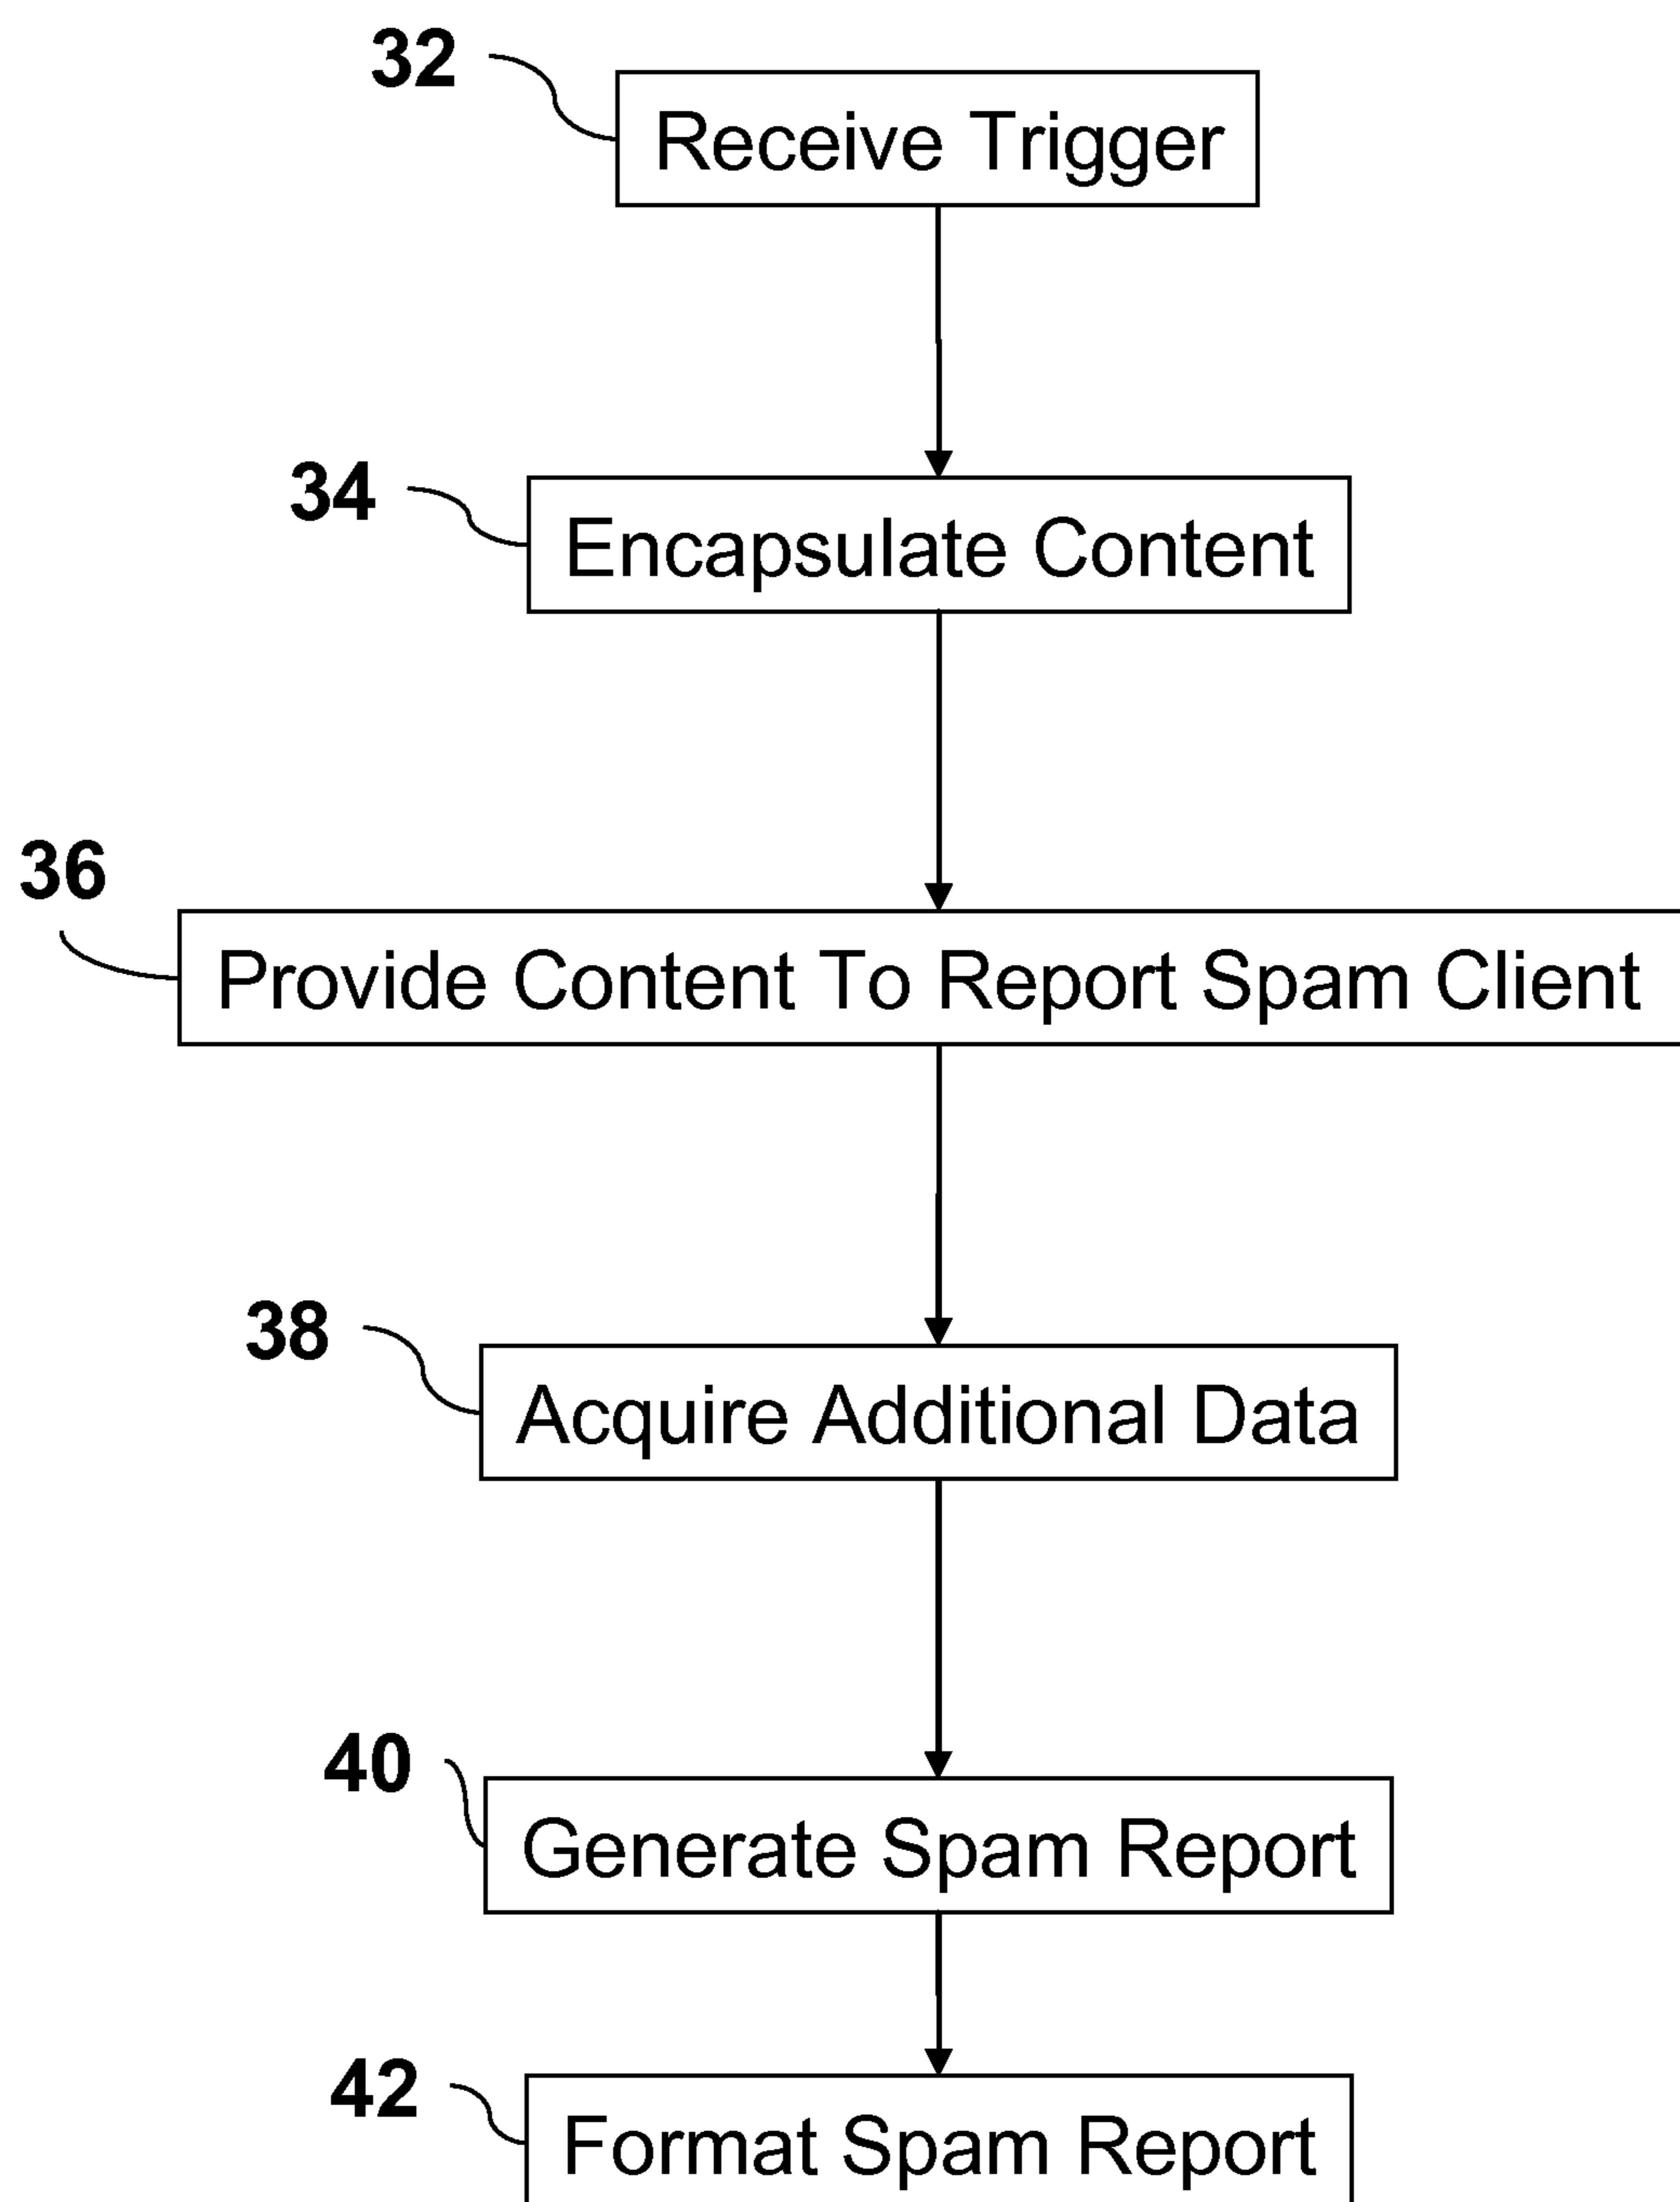 32
Receive Trigger
34
Encapsulate Content
36
Provide Content To Report Spam Client
38
Acquire Additional Data
40
Generate Spam Report
42
Format Spam Report